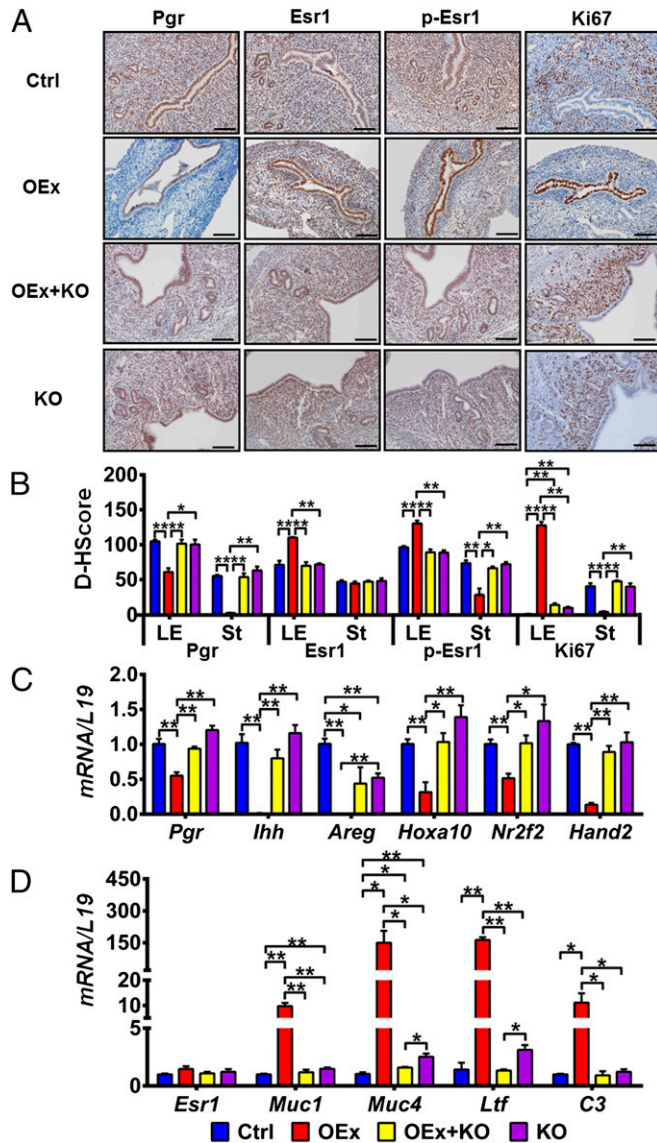 A
Pgr Esr1 p-Esr1 Ki67
Ctrl
OEx
OEx+KO
KO
B
D-HScore
200
150
100
50
0
* ** ** ** **
**** **** **** **** ** * **** ****
LE St LE St LE St LE St
Pgr Esr1 p-Esr1 Ki67
C
mRNA/L19
2.0
1.5
1.0
0.5
0.0
** ** ** ** * * **
** ** ** ** ** * ** ** * ** * ** **
Pgr Ihh Areg Hoxa10 Nr2f2 Hand2
D
mRNA/L19
450
300
150
20
10
5
0
** ** ** ** ** * * * * * ** ** ** * * * *
Esr1 Muc1 Muc4 Ltf C3
Ctrl OEx OEx+KO KO